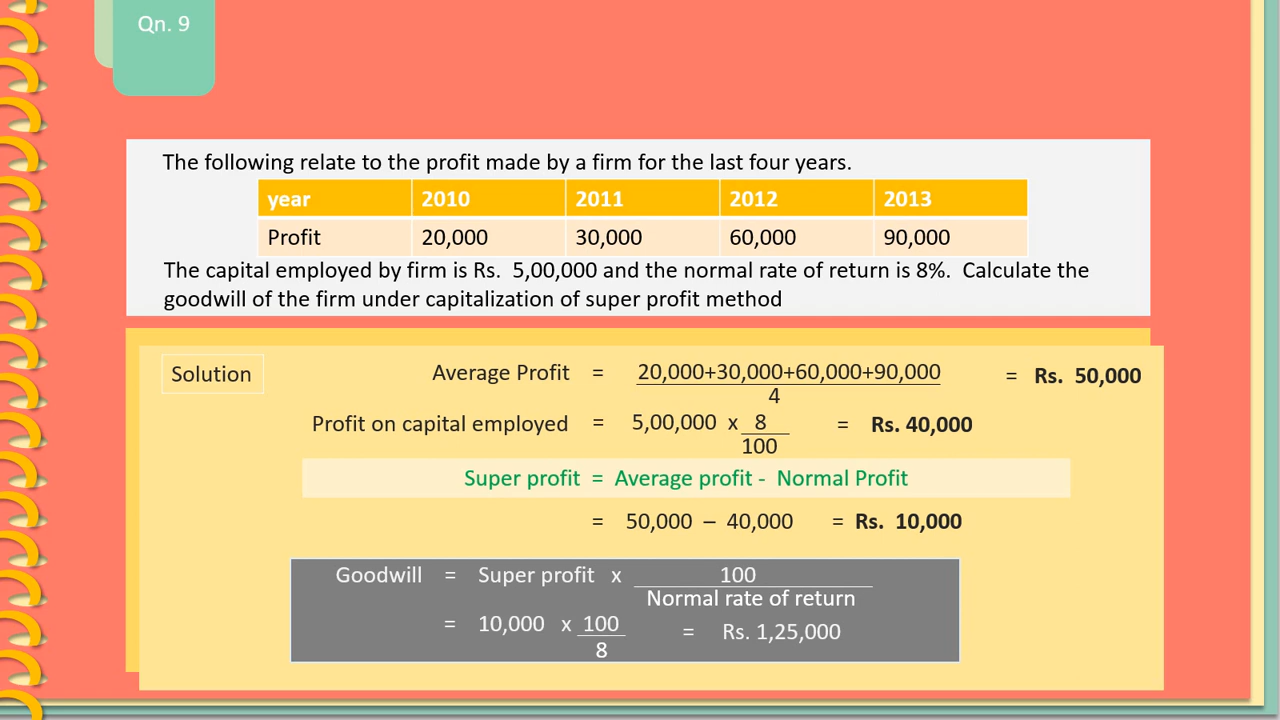 Qn. 9
The following relate to the profit made by a firm for the last four years.
year 2010 2011 2012 2013
Profit 20,000 30,000 60,000 90,000
The capital employed by firm is Rs. 5,00,000 and the normal rate of return is 8%. Calculate the
goodwill of the firm under capitalization of super profit method
Solution
Average Profit = 20,000+30,000+60,000+90,000 = Rs. 50,000
4
Profit on capital employed = 5,00,000 x 8 = Rs. 40,000
100
Super profit = Average profit - Normal Profit
= 50,000 – 40,000 = Rs. 10,000
Goodwill = Super profit x 100
Normal rate of return
= 10,000 x 100 = Rs. 1,25,000
8